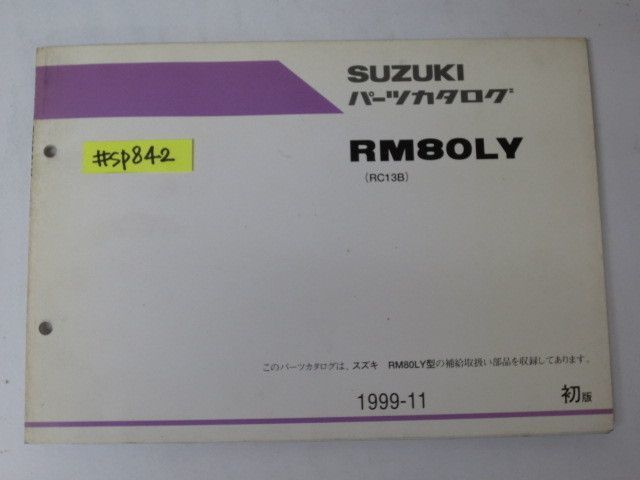 SUZUKI
パーツカタログ
RM80LY
(RC13B)
#sp842
このパーツカタログは、スズキ RM80LY型の補給取扱い部品を収録してあります。
1999-11
初版